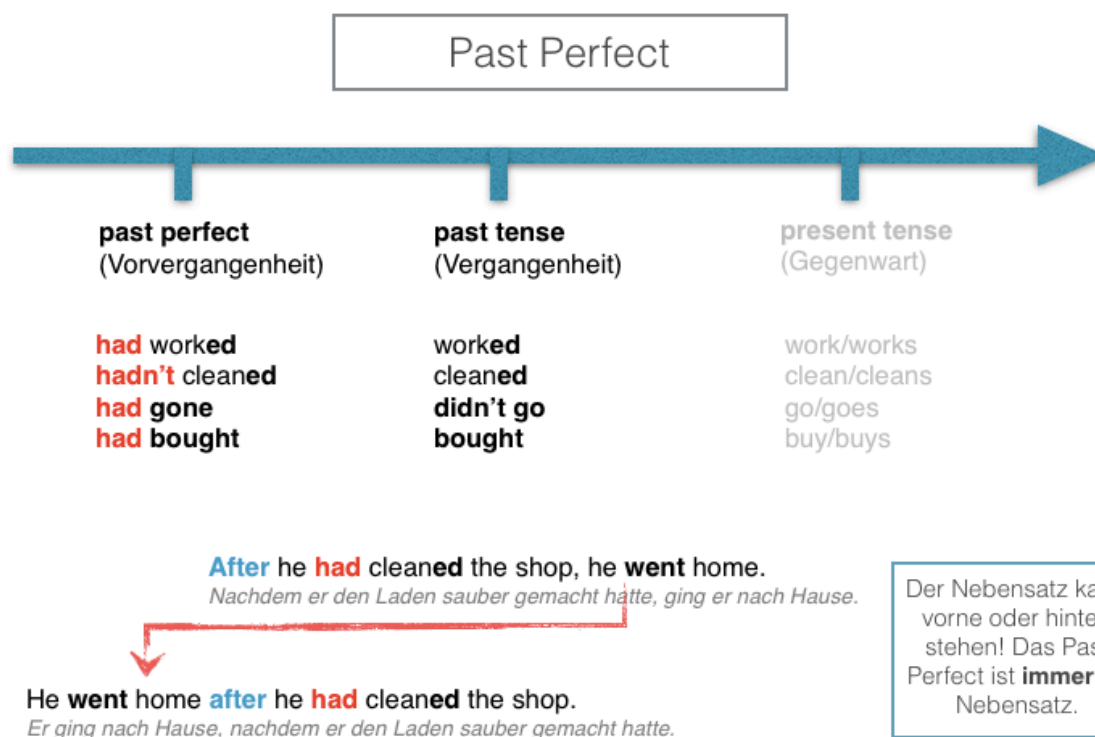 Past Perfect
past perfect
(Vorvergangenheit)
past tense
(Vergangenheit)
present tense
(Gegenwart)
had worked
hadn't cleaned
had gone
had bought
worked
cleaned
didn't go
bought
work/works
clean/cleans
go/goes
buy/buys
After he had cleaned the shop, he went home.
Nachdem er den Laden sauber gemacht hatte, ging er nach Hause.
He went home after he had cleaned the shop.
Er ging nach Hause, nachdem er den Laden sauber gemacht hatte.
Der Nebensatz
vorne oder
stehen! Das
Perfect ist immer
Nebensatz.